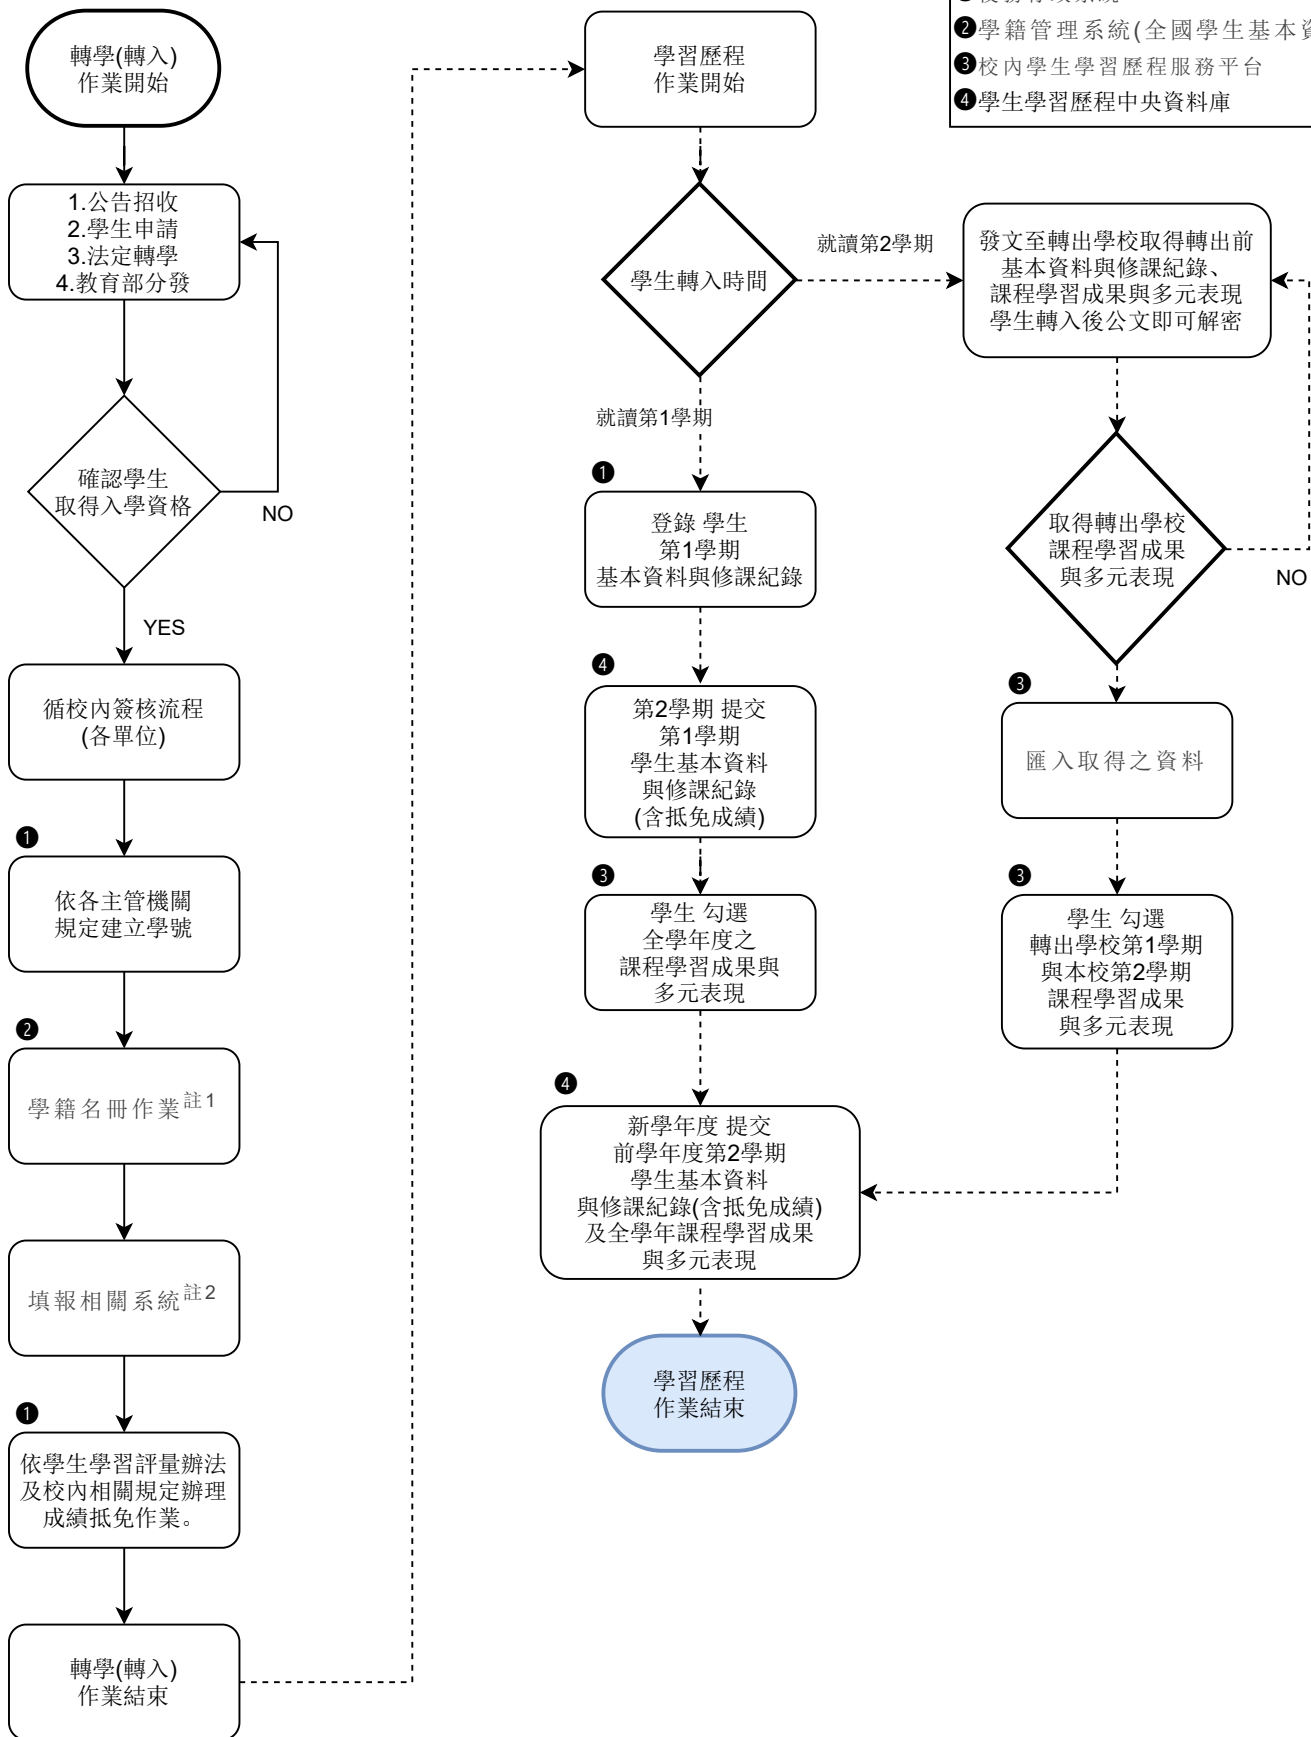 轉學(轉入)
作業開始
1.公告招收
2.學生申請
3.法定轉學
4.教育部分發
確認學生
取得入學資格
NO
YES
循校內簽核流程
(各單位)
❶
依各主管機關
規定建立學號
❷
學籍名冊作業註1
填報相關系統註2
❶
依學生學習評量辦法
及校內相關規定辦理
成績抵免作業。
轉學(轉入)
作業結束
學習歷程
作業開始
學生轉入時間
就讀第2學期
就讀第1學期
❶
登錄 學生
第1學期
基本資料與修課紀錄
❹
第2學期 提交
第1學期
學生基本資料
與修課紀錄
(含抵免成績)
❸
學生 勾選
全學年度之
課程學習成果與
多元表現
❹
新學年度 提交
前學年度第2學期
學生基本資料
與修課紀錄(含抵免成績)
及全學年課程學習成果
與多元表現
學習歷程
作業結束
❷學籍管理系統(全國學生基本資
❸校內學生學習歷程服務平台
❹學生學習歷程中央資料庫
發文至轉出學校取得轉出前
基本資料與修課紀錄、
課程學習成果與多元表現
學生轉入後公文即可解密
取得轉出學校
課程學習成果
與多元表現
NO
❸
匯入取得之資料
❸
學生 勾選
轉出學校第1學期
與本校第2學期
課程學習成果
與多元表現